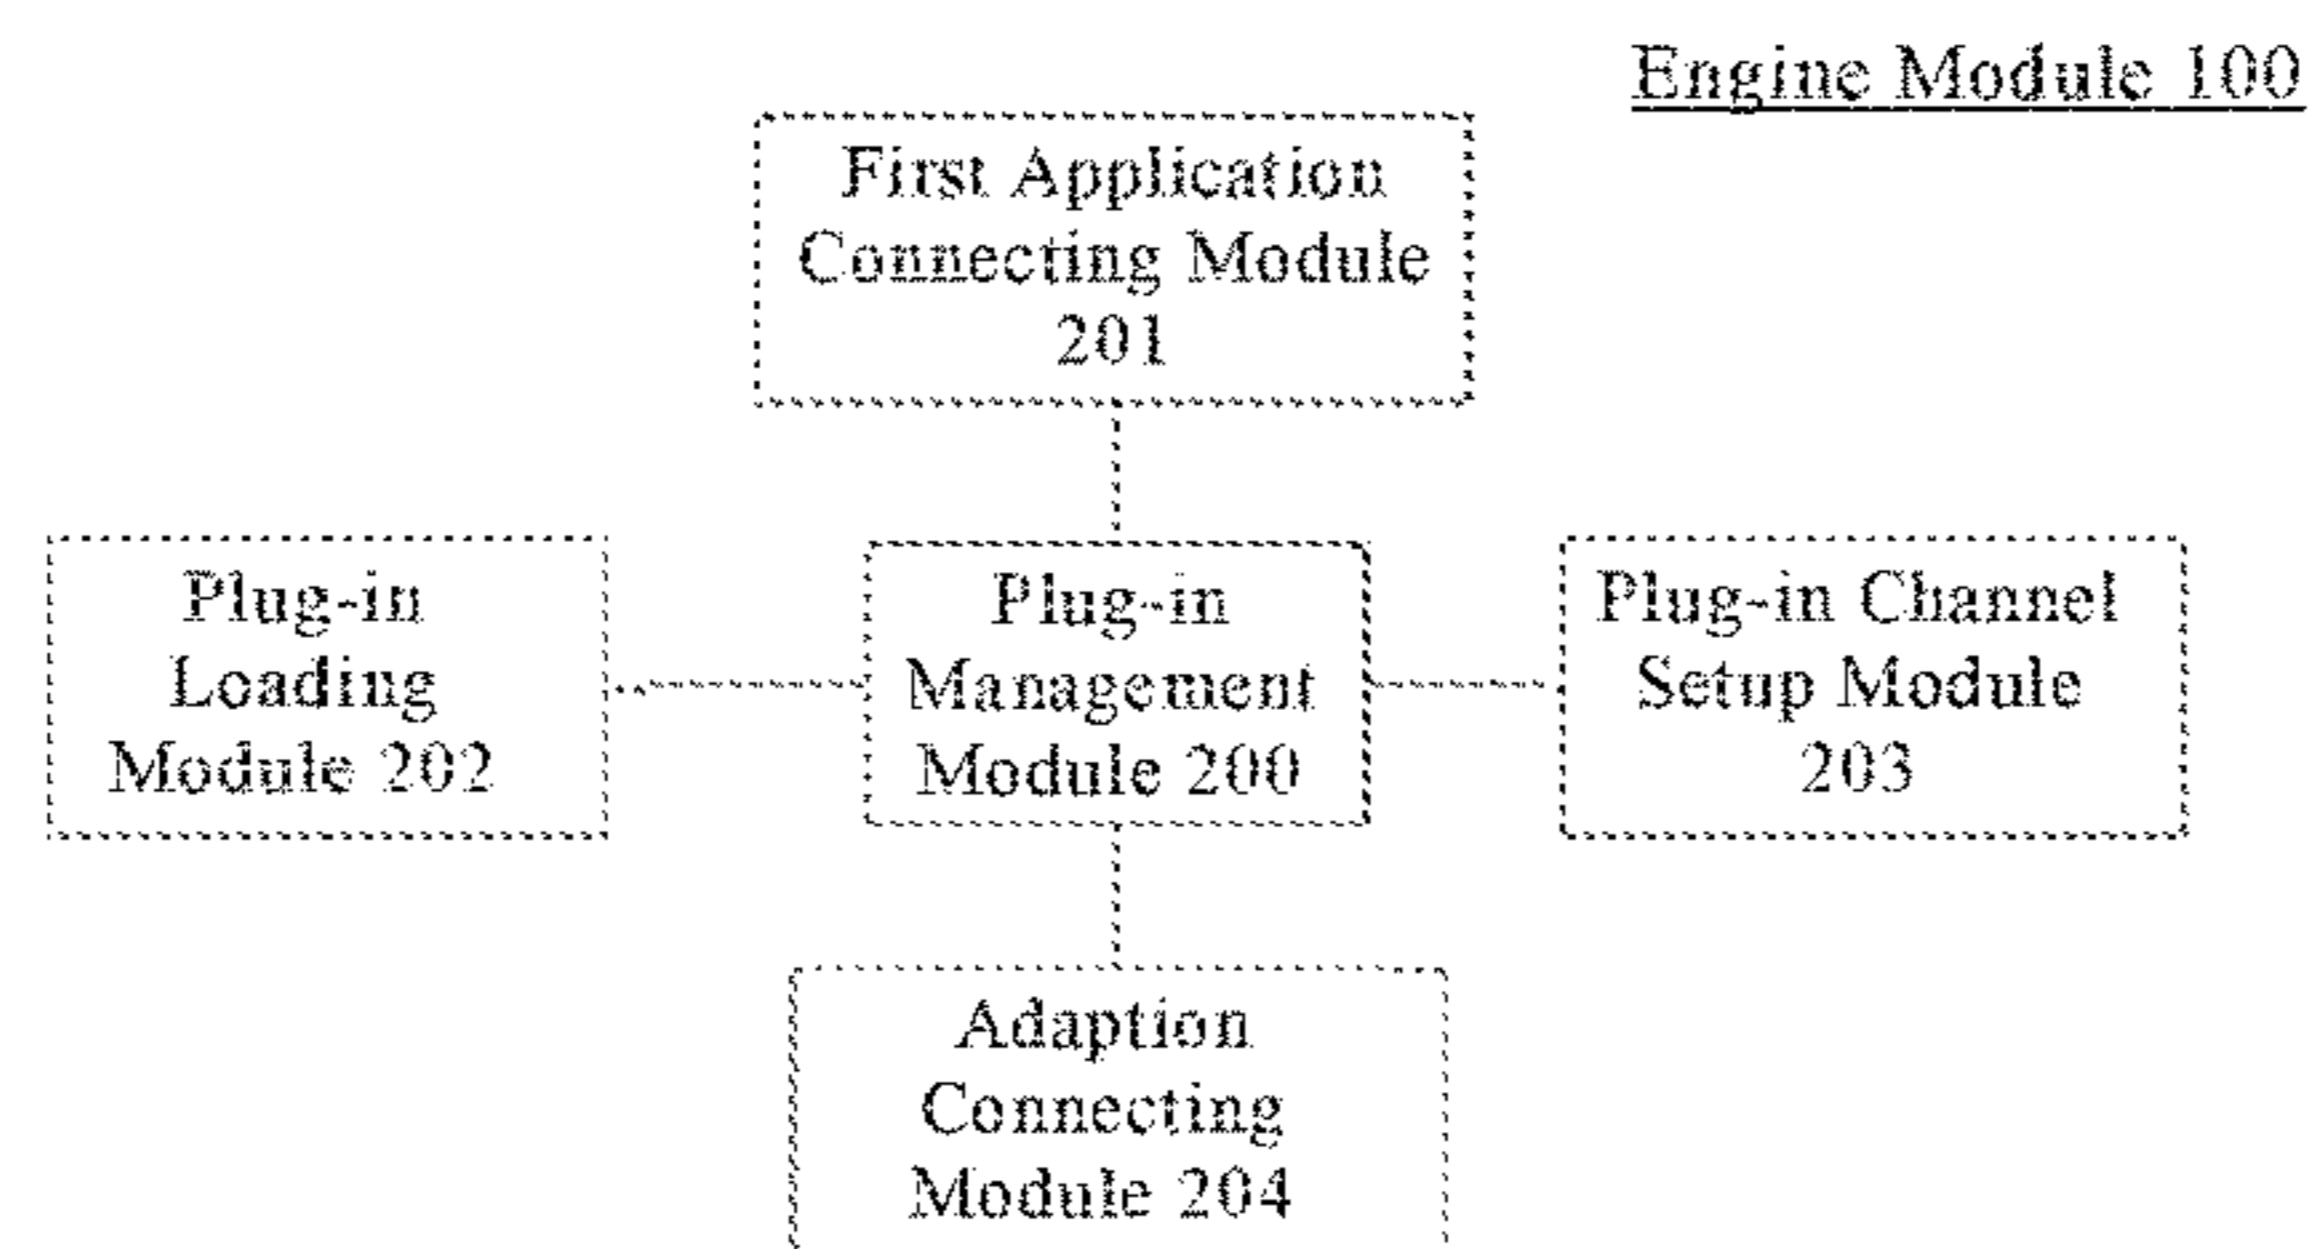 Engine Module 100
First Application
Connecting Module
201
Plug-in
Loading
Module 202
Plug-in
Management
Module 200
Plug-in Channel
Setup Module
203
Adaption
Connecting
Module 204